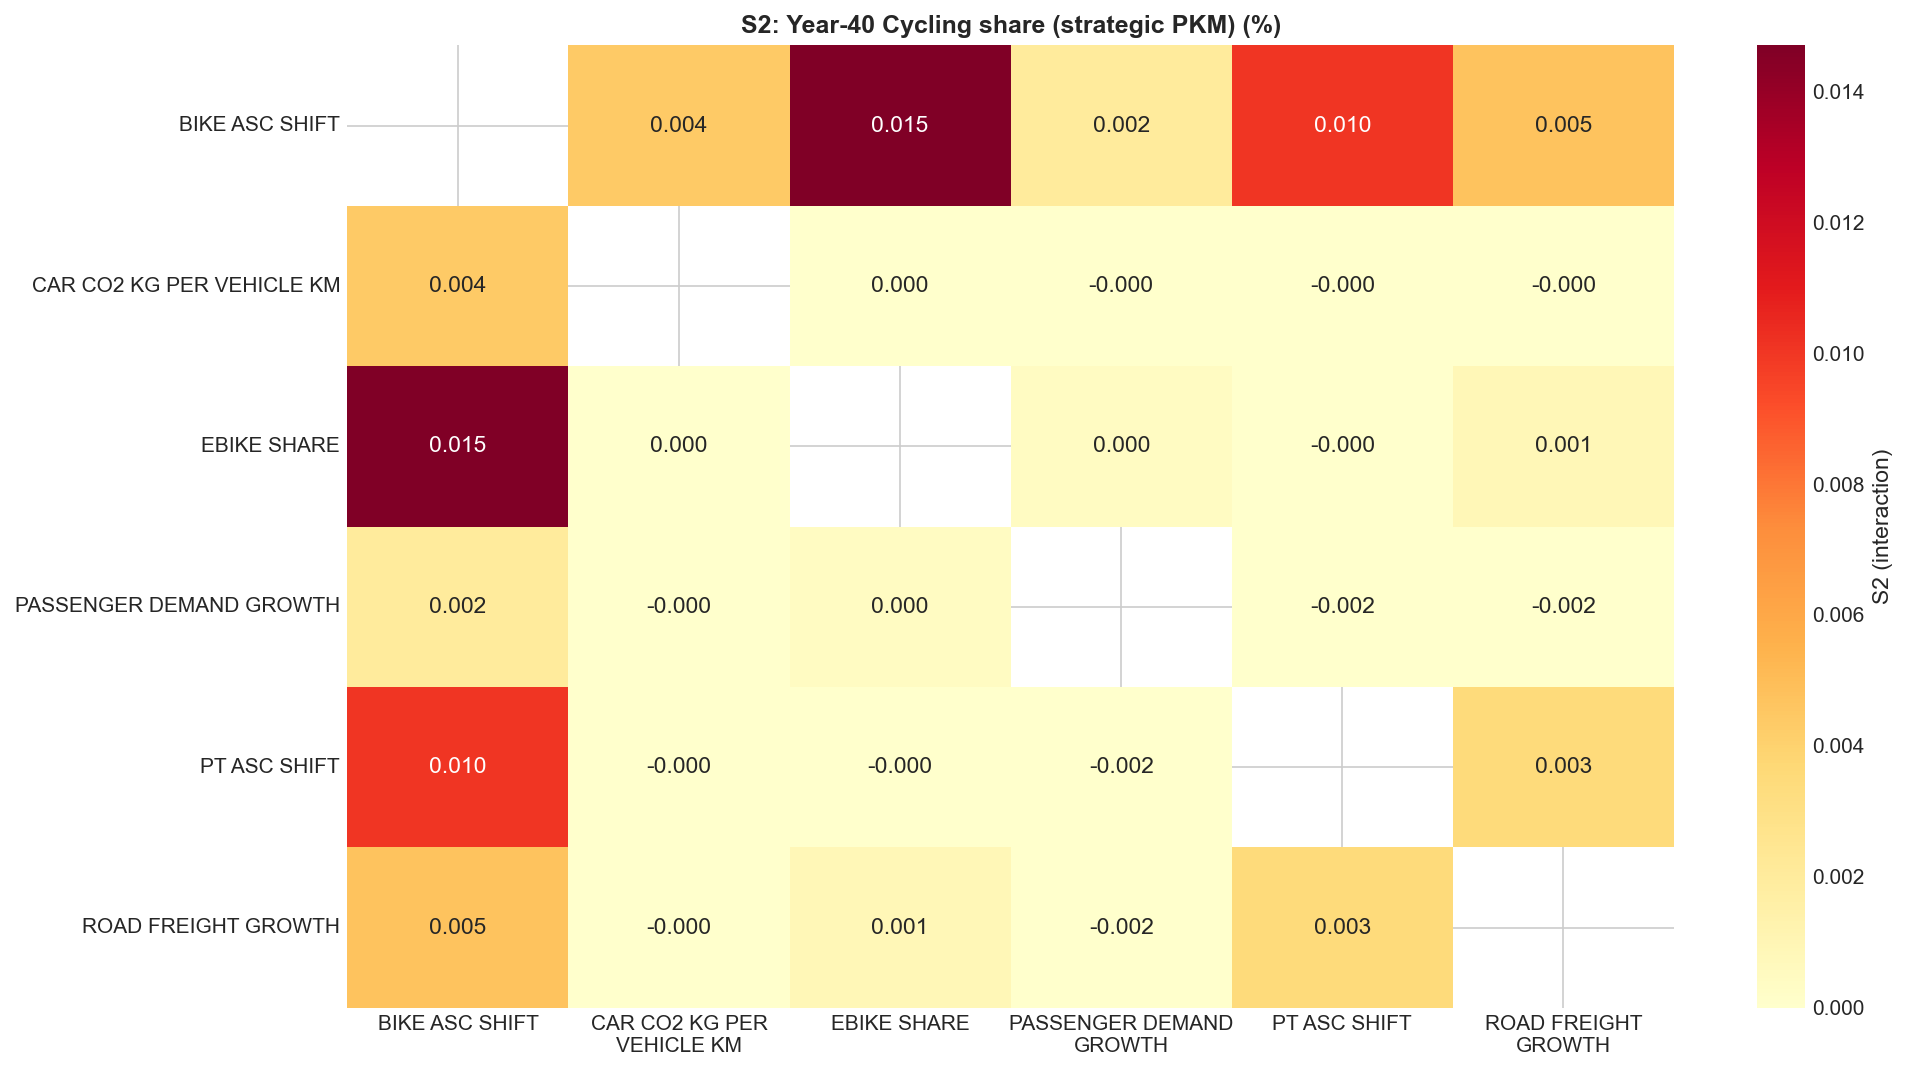 S2: Year-40 Cycling share (strategic PKM) (%)
BIKE ASC SHIFT
0.004
0.015
0.002
0.010
0.005
CAR CO2 KG PER VEHICLE KM
0.004
0.000
-0.000
-0.000
-0.000
EBIKE SHARE
0.015
0.000
0.000
-0.000
0.001
PASSENGER DEMAND GROWTH
0.002
-0.000
0.000
-0.002
-0.002
PT ASC SHIFT
0.010
-0.000
-0.000
-0.002
0.003
ROAD FREIGHT GROWTH
0.005
-0.000
0.001
-0.002
0.003
BIKE ASC SHIFT
CAR CO2 KG PER
VEHICLE KM
EBIKE SHARE
PASSENGER DEMAND
GROWTH
PT ASC SHIFT
ROAD FREIGHT
GROWTH
0.014
0.012
0.010
0.008
0.006
0.004
0.002
0.000
S2 (interaction)